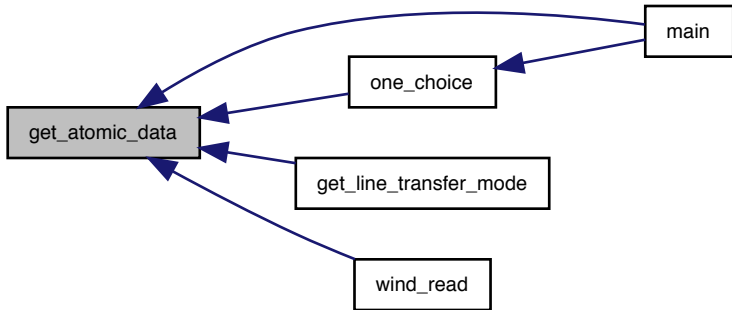 main
one_choice
get_atomic_data
get_line_transfer_mode
wind_read